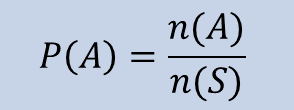 P(A) = n(A) / n(S)